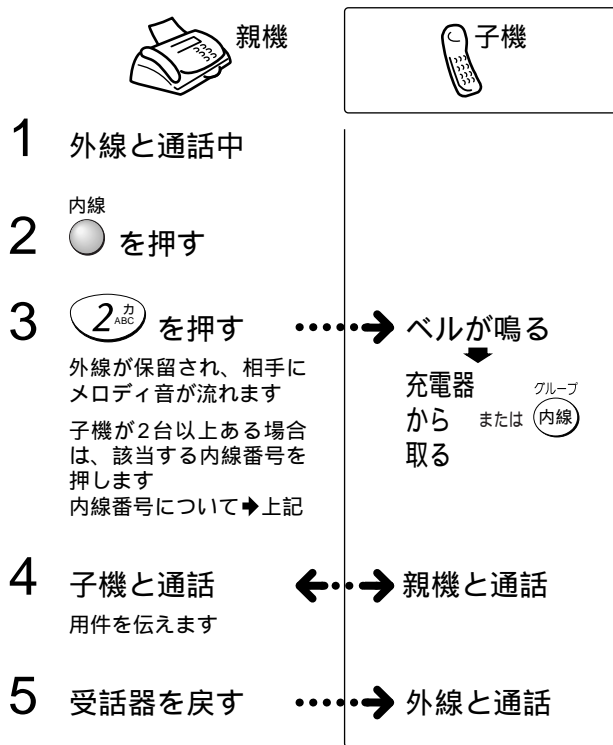 親機
子機
1 外線と通話中
内線
2 を押す
3 2カABC を押す
外線が保留され、相手に
メロディ音が流れます
子機が2台以上ある場合
は、該当する内線番号を
押します
内線番号について➜上記
ベルが鳴る
充電器
から
取る
または
グループ
内線
4 子機と通話
用件を伝えます
親機と通話
5 受話器を戻す
外線と通話